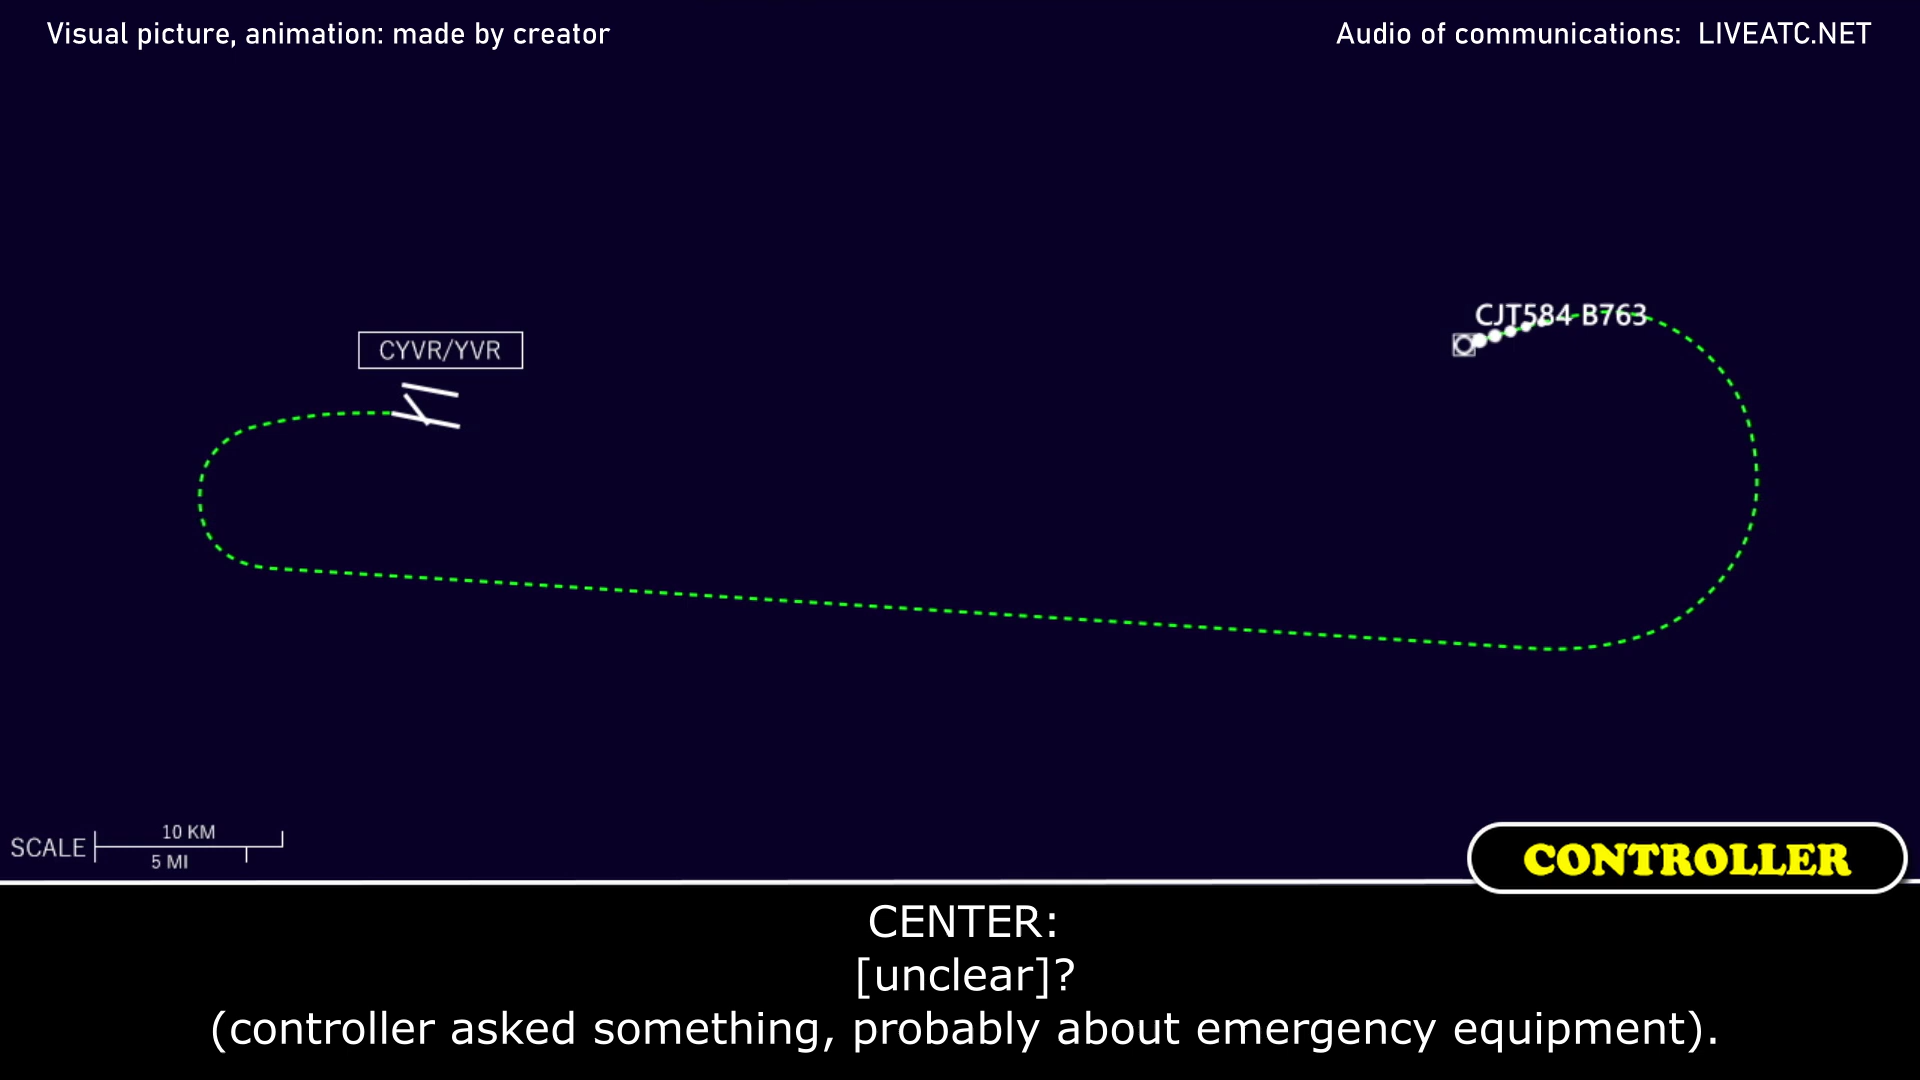 Visual picture, animation: made by creator
Audio of communications: LIVEATC.NET
CJT584 B763
CYVR/YVR
10 KM
SCALE
5 MI
CONTROLLER
CENTER:
[unclear]?
(controller asked something, probably about emergency equipment).